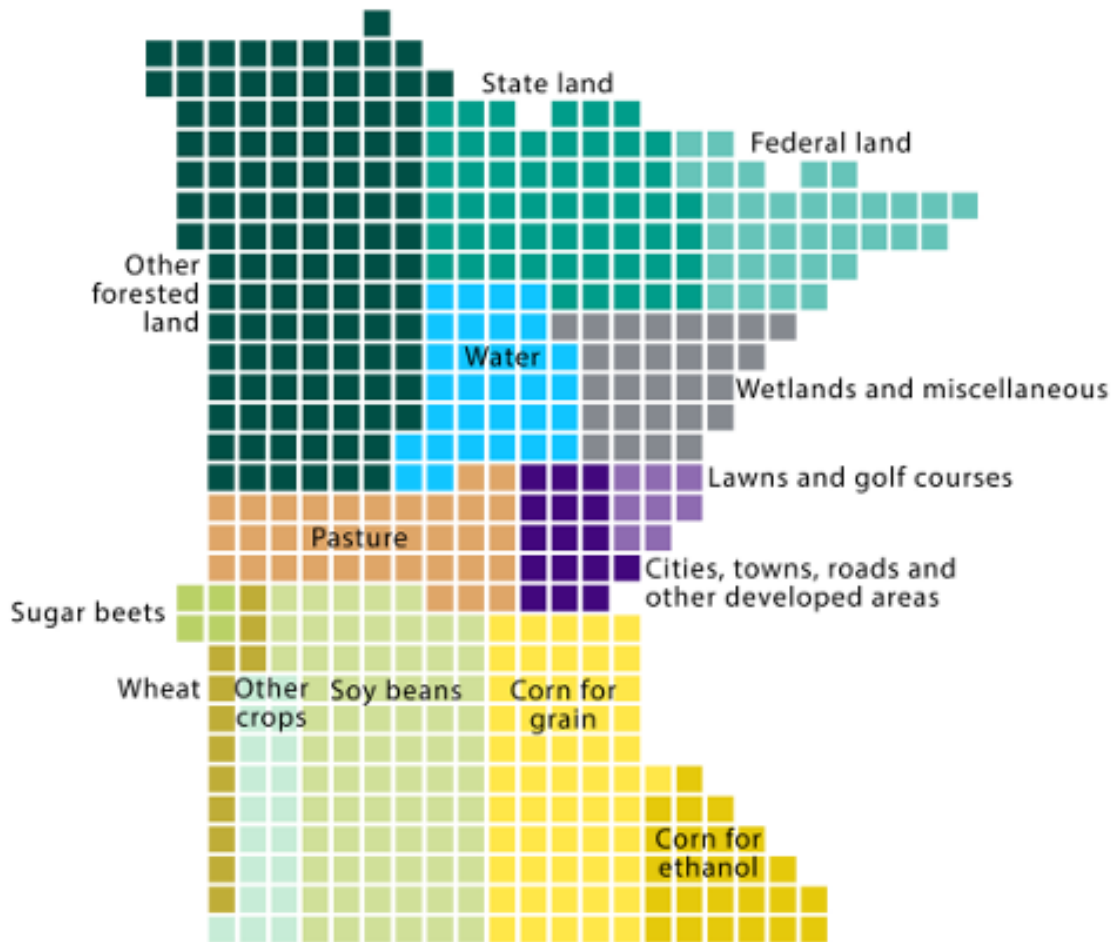 State land
Federal land
Other
forested
land
Water
Wetlands and miscellaneous
Lawns and golf courses
Pasture
Cities, towns, roads and
other developed areas
Sugar beets
Wheat
Other
crops
Soy beans
Corn for
grain
Corn for
ethanol